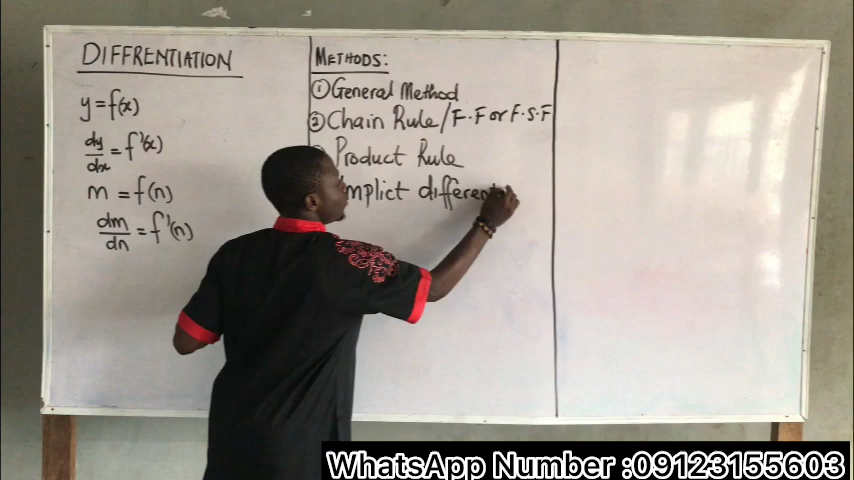 DIFFRENTIATION
y = f(x)
dy/dx = f'(x)
m = f(n)
dm/dn = f'(n)
METHODS:
① General Method
② Chain Rule / F.F or F.S.F
Product Rule
mplict differen
WhatsApp Number :09123155603